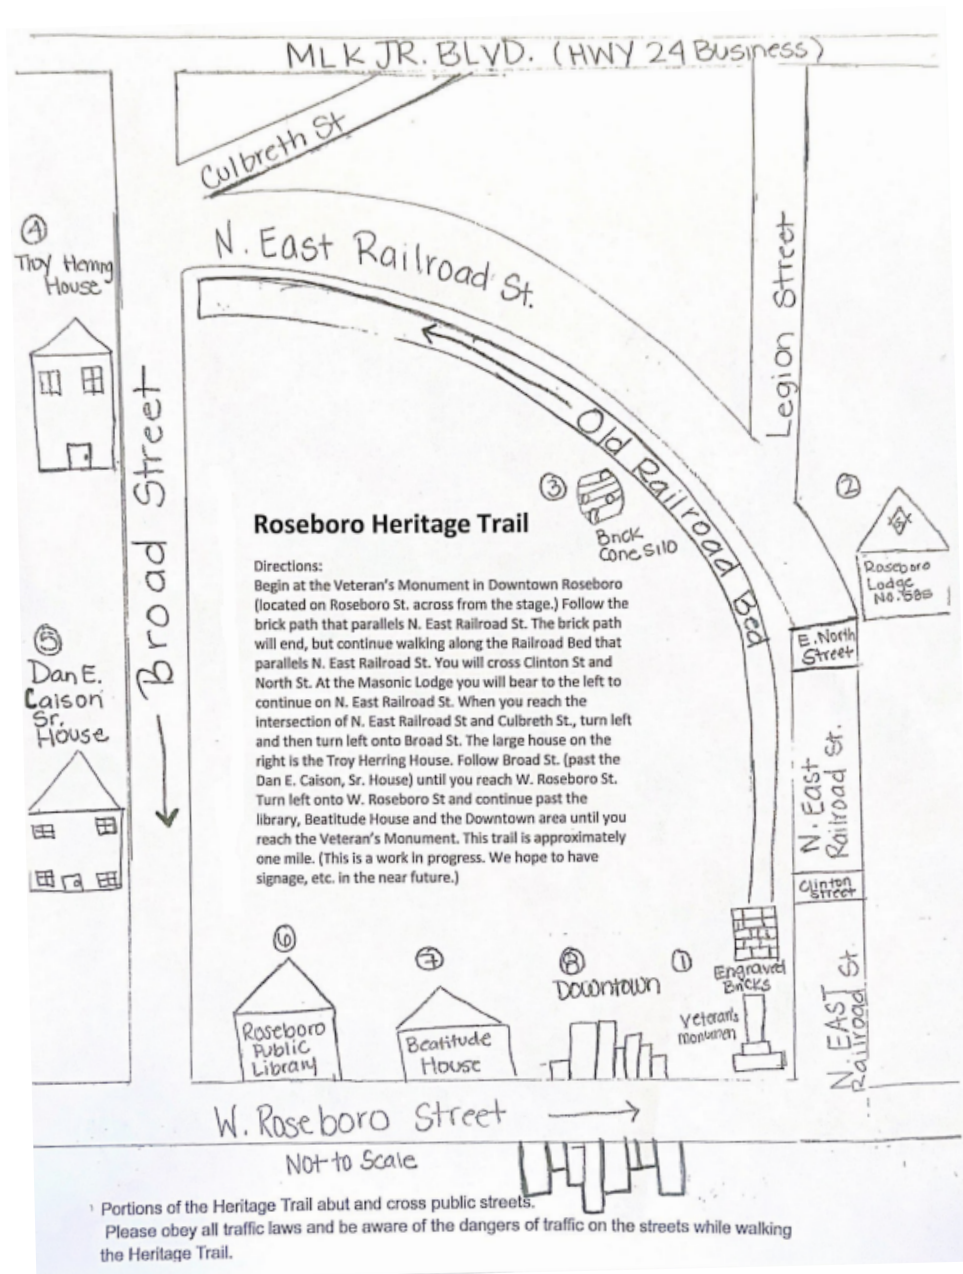 MLK JR. BLVD. (HWY 24 Business)
Culbreth St
N. East Railroad St.
Legion Street
4
Troy Herring
House
Broad Street
Old Railroad Bed
3
Brick
Cone Silo
2
Roseboro
Lodge
No. 585
E. North
Street
Roseboro Heritage Trail
Directions:
Begin at the Veteran's Monument in Downtown Roseboro
(located on Roseboro St. across from the stage.) Follow the
brick path that parallels N. East Railroad St. The brick path
will end, but continue walking along the Railroad Bed that
parallels N. East Railroad St. You will cross Clinton St and
North St. At the Masonic Lodge you will bear to the left to
continue on N. East Railroad St. When you reach the
intersection of N. East Railroad St and Culbreth St., turn left
and then turn left onto Broad St. The large house on the
right is the Troy Herring House. Follow Broad St. (past the
Dan E. Caison, Sr. House) until you reach W. Roseboro St.
Turn left onto W. Roseboro St and continue past the
library, Beatitude House and the Downtown area until you
reach the Veteran's Monument. This trail is approximately
one mile. (This is a work in progress. We hope to have
signage, etc. in the near future.)
5
Dan E.
Caison
Sr.
House
N. East
Railroad St.
Clinton
Street
N. EAST
Railroad St
6
Roseboro
Public
Library
7
Beatitude
House
8
Downtown
1
Engraved
Bricks
Veteran's
monumen
W. Roseboro Street
Not to Scale
Portions of the Heritage Trail abut and cross public streets.
Please obey all traffic laws and be aware of the dangers of traffic on the streets while walking
the Heritage Trail.